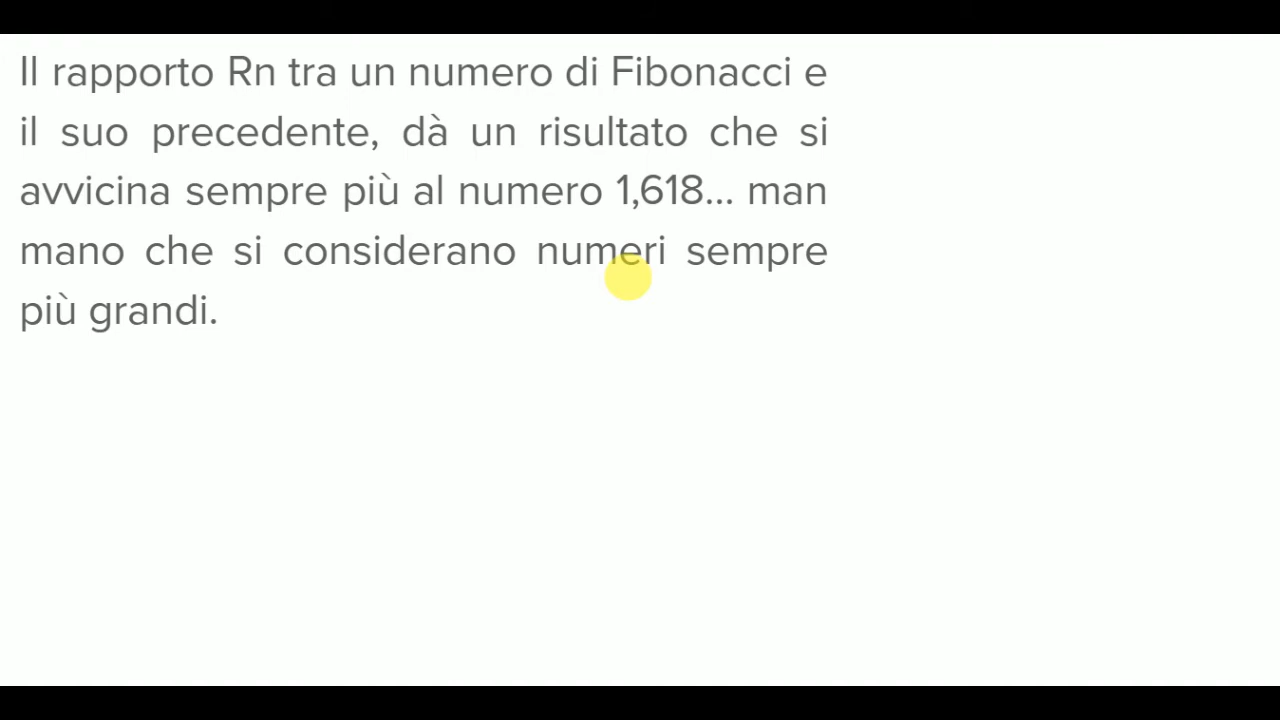 Il rapporto Rn tra un numero di Fibonacci e
il suo precedente, dà un risultato che si
avvicina sempre più al numero 1,618... man
mano che si considerano numeri sempre
più grandi.